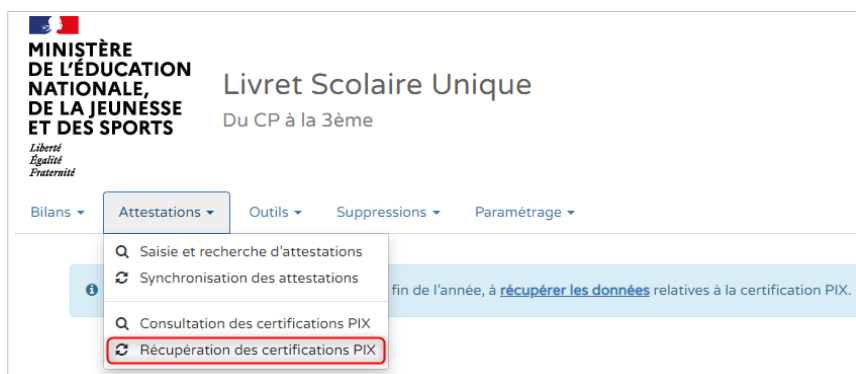 MINISTÈRE
DE L'ÉDUCATION
NATIONALE,
DE LA JEUNESSE
ET DES SPORTS
Liberté
Égalité
Fraternité
Livret Scolaire Unique
Du CP à la 3ème
Bilans Attestations Outils Suppressions Paramétrage
Saisie et recherche d'attestations
Synchronisation des attestations
fin de l'année, à récupérer les données relatives à la certification PIX.
Consultation des certifications PIX
Récupération des certifications PIX